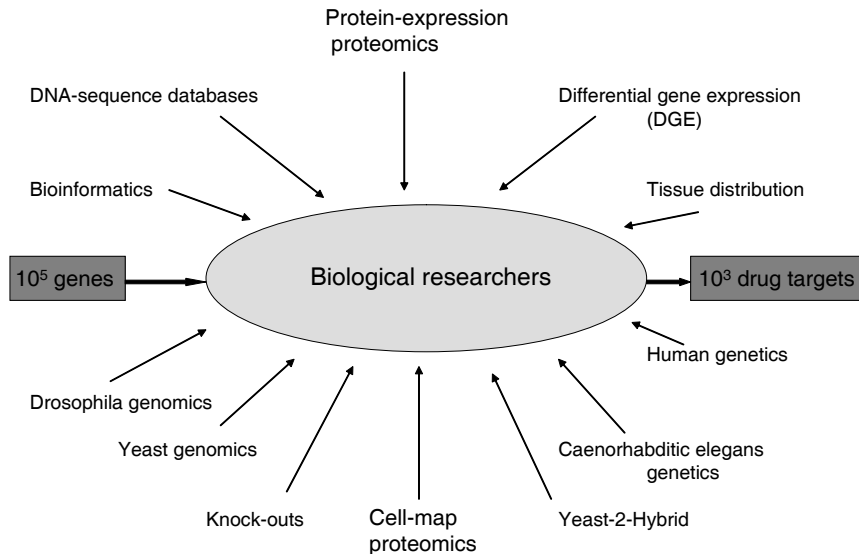 Protein-expression
proteomics
DNA-sequence databases
Differential gene expression
(DGE)
Bioinformatics
Tissue distribution
10⁵ genes
Biological researchers
10³ drug targets
Human genetics
Drosophila genomics
Yeast genomics
Caenorhabditic elegans
genetics
Knock-outs
Cell-map
proteomics
Yeast-2-Hybrid